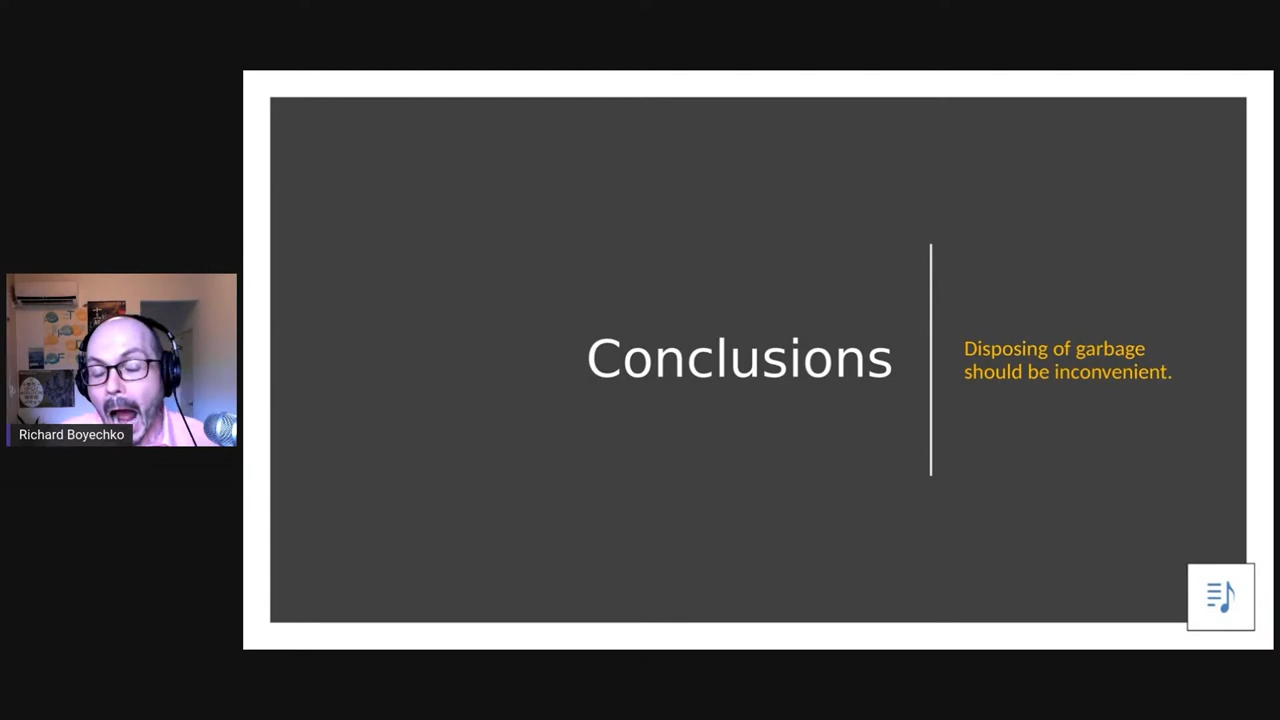 Conclusions
Disposing of garbage
should be inconvenient.
Richard Boyechko